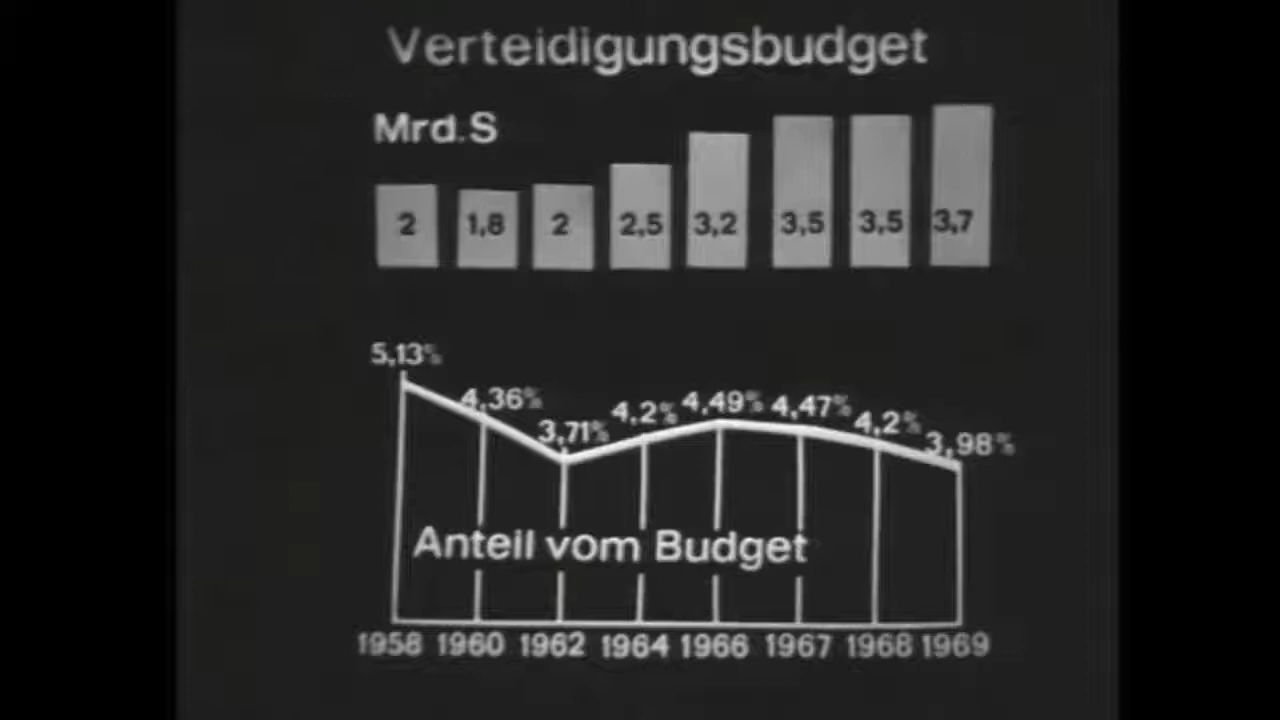 Verteidigungsbudget
Mrd.S
2 1,8 2 2,5 3,2 3,5 3,5 3,7
5,13% 4,36% 3,71% 4,2% 4,49% 4,47% 4,2% 3,98%
Anteil vom Budget
1958 1960 1962 1964 1966 1967 1968 1969